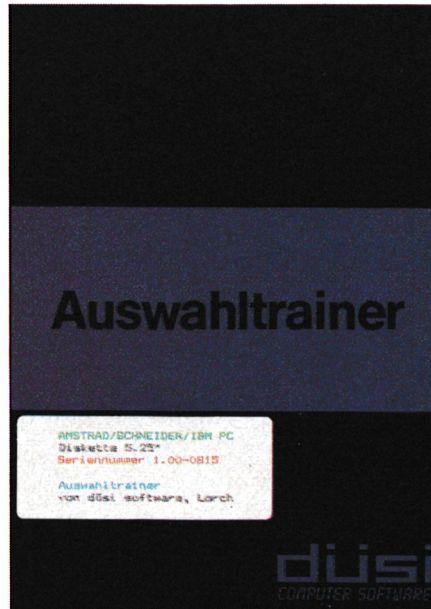 Auswahltrainer
AMSTRAD/SCHNEIDER/IBM PC
Diskette 5.25"
Seriennummer 1.00-0815
Auswahltrainer
von düsi software, Lorch
düsi
COMPUTER SOFTWARE